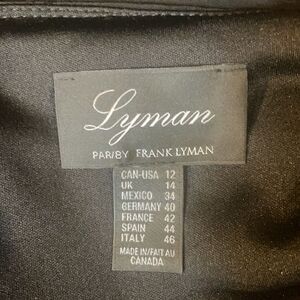 Lyman
PAR/BY FRANK LYMAN
CAN-USA 12
UK 14
MEXICO 34
GERMANY 40
FRANCE 42
SPAIN 44
ITALY 46
MADE IN/FAIT AU
CANADA